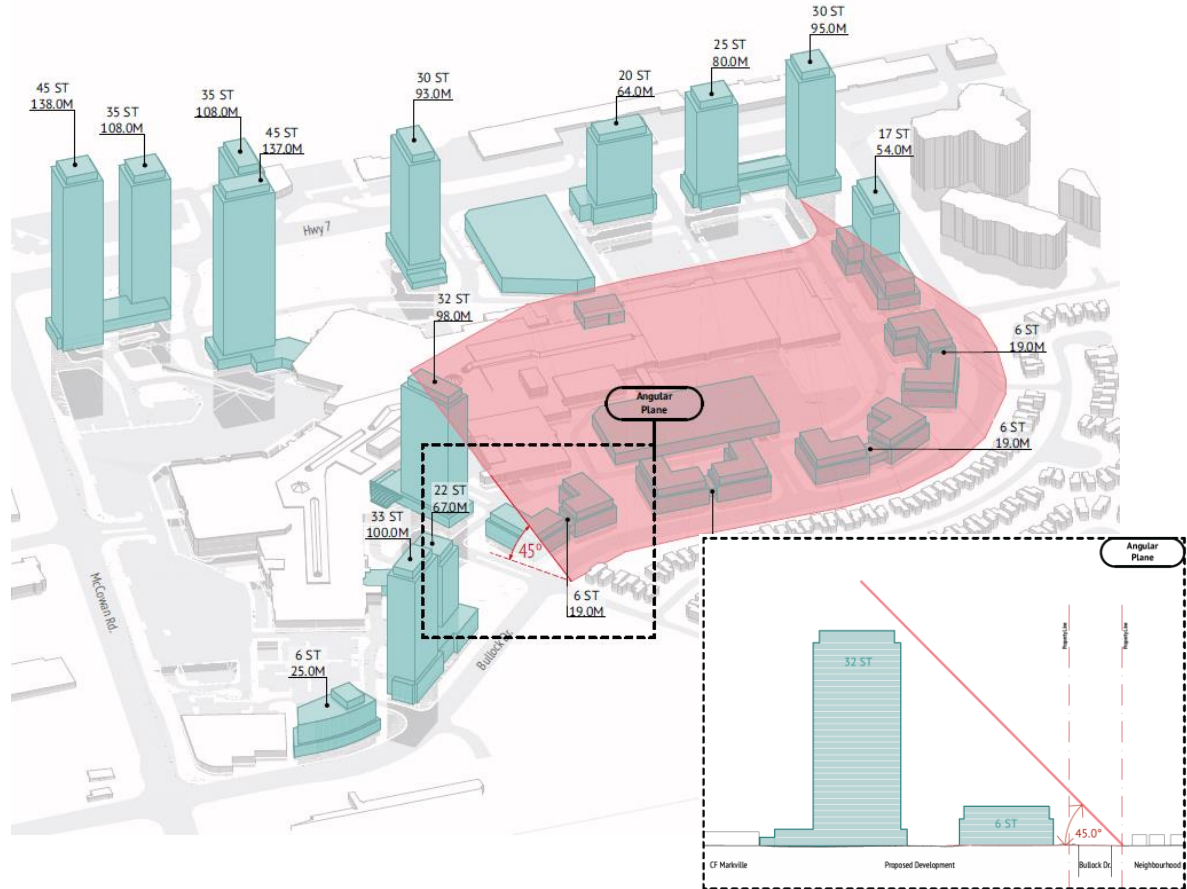 30 ST
95.0M
25 ST
80.0M
20 ST
64.0M
30 ST
93.0M
45 ST
138.0M
35 ST
108.0M
35 ST
108.0M
45 ST
137.0M
17 ST
54.0M
Hwy 7
32 ST
98.0M
6 ST
19.0M
Angular
Plane
6 ST
19.0M
22 ST
67.0M
33 ST
100.0M
45°
6 ST
19.0M
McCowan Rd.
Bullock Dr.
6 ST
25.0M
Angular
Plane
Property Line
Property Line
32 ST
6 ST
45.0°
CF Markville
Proposed Development
Bullock Dr.
Neighbourhood